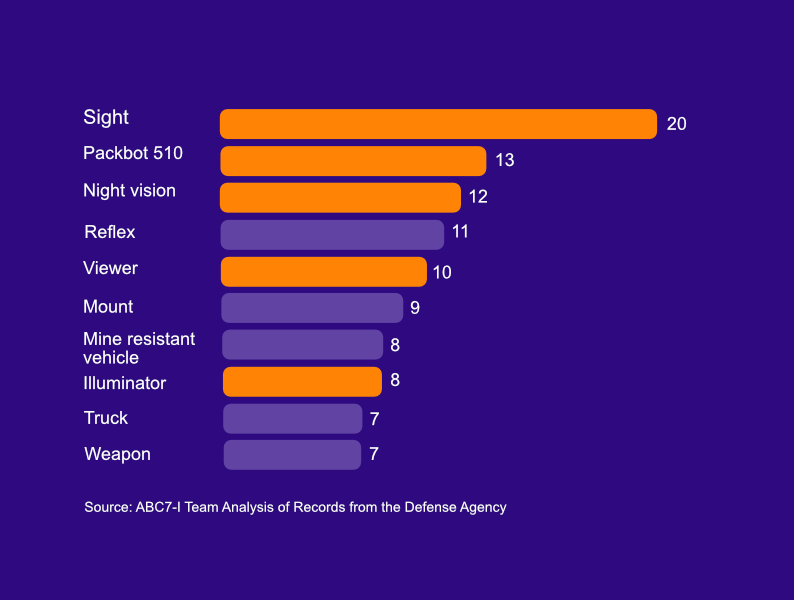 Sight 20
Packbot 510 13
Night vision 12
Reflex 11
Viewer 10
Mount 9
Mine resistant
vehicle 8
Illuminator 8
Truck 7
Weapon 7
Source: ABC7-I Team Analysis of Records from the Defense Agency